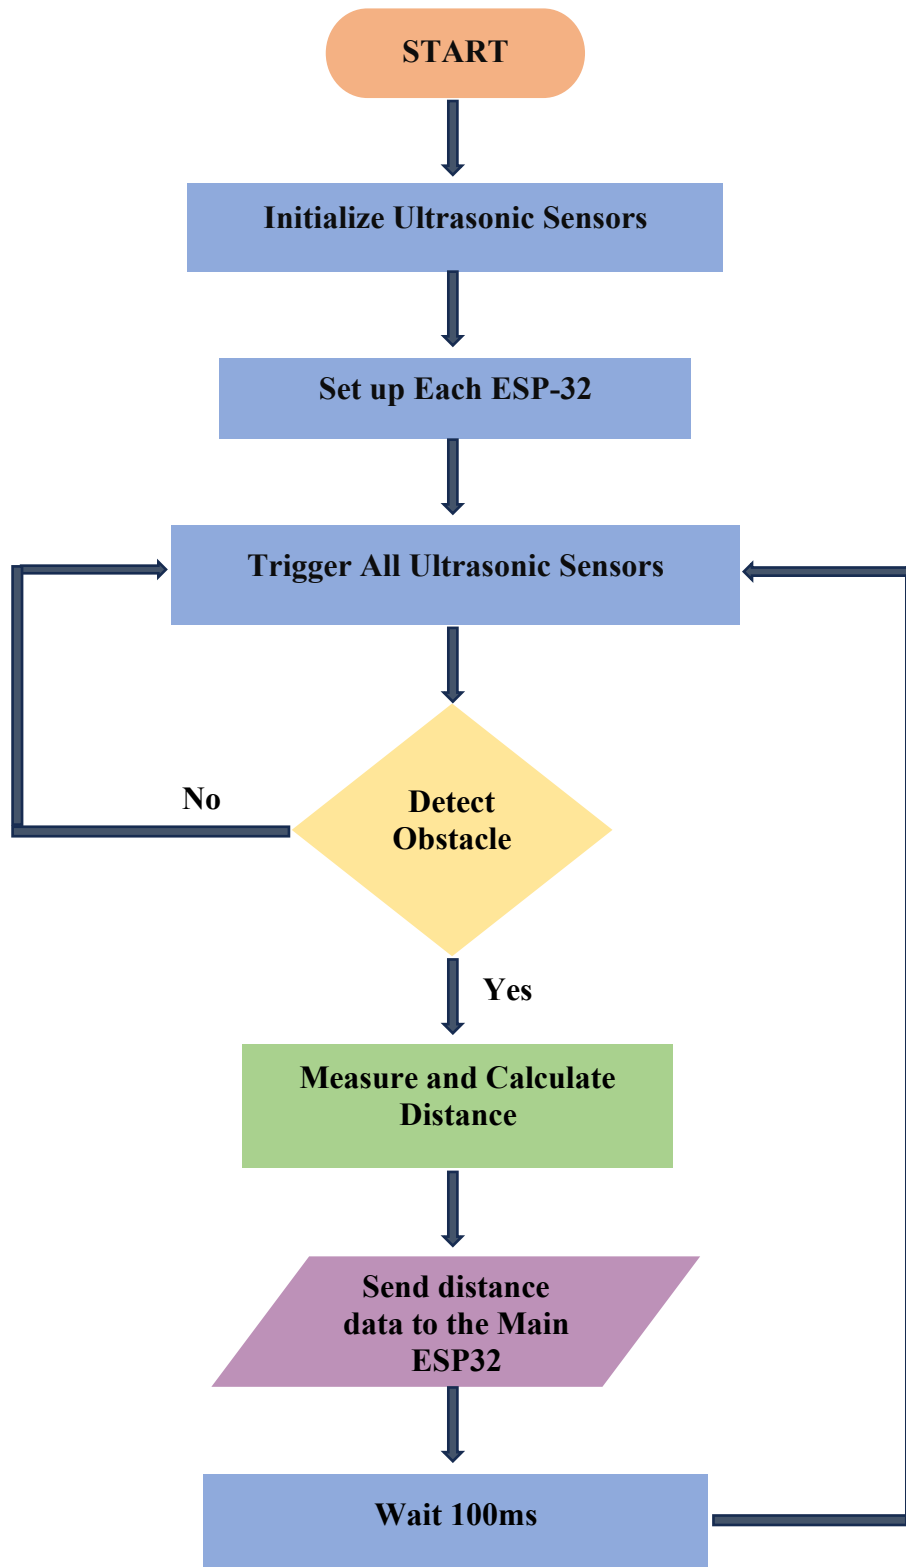 START
Initialize Ultrasonic Sensors
Set up Each ESP-32
Trigger All Ultrasonic Sensors
No
Detect
Obstacle
Yes
Measure and Calculate
Distance
Send distance
data to the Main
ESP32
Wait 100ms